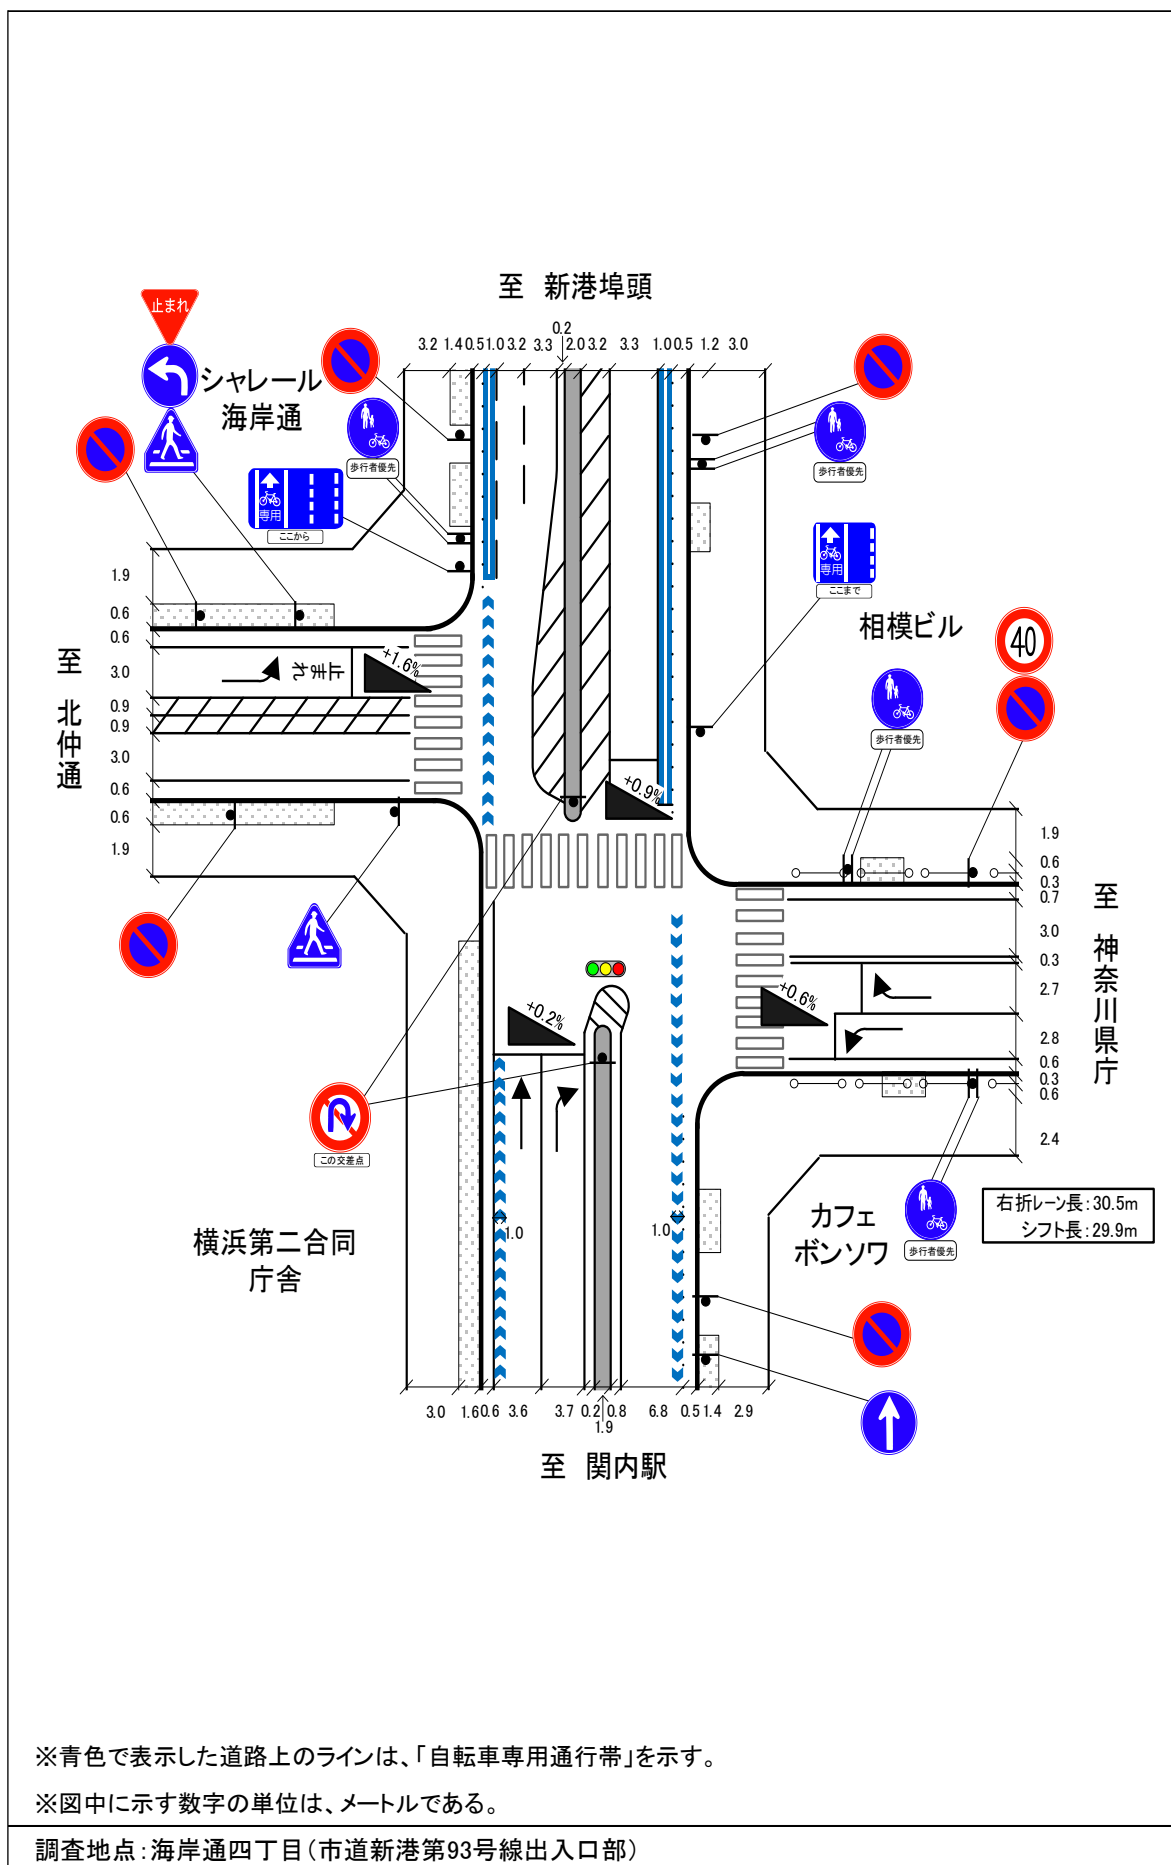 至 新港埠頭
0.2
3.2 1.4 0.5 1.0 3.2 3.3 2.0 3.2 3.3 1.0 0.5 1.2 3.0
止まれ
シャレール
海岸通
歩行者優先
専用
ここから
歩行者優先
専用
ここまで
相模ビル
40
歩行者優先
至 北仲通
1.9
0.6
0.6
3.0
0.9
0.9
3.0
0.6
0.6
1.9
止まれ
+1.6%
+0.9%
+0.2%
+0.6%
1.9
0.6
0.3
0.7
3.0
0.3
2.7
2.8
0.6
0.3
0.6
2.4
至 神奈川県庁
この交差点
横浜第二合同
庁舎
1.0
1.0
カフェ
ボンソワ
歩行者優先
右折レーン長:30.5m
シフト長:29.9m
3.0 1.6 0.6 3.6 3.7 0.2 0.8 6.8 0.5 1.4 2.9
1.9
至 関内駅
※青色で表示した道路上のラインは、「自転車専用通行帯」を示す。
※図中に示す数字の単位は、メートルである。
調査地点:海岸通四丁目(市道新港第93号線出入口部)